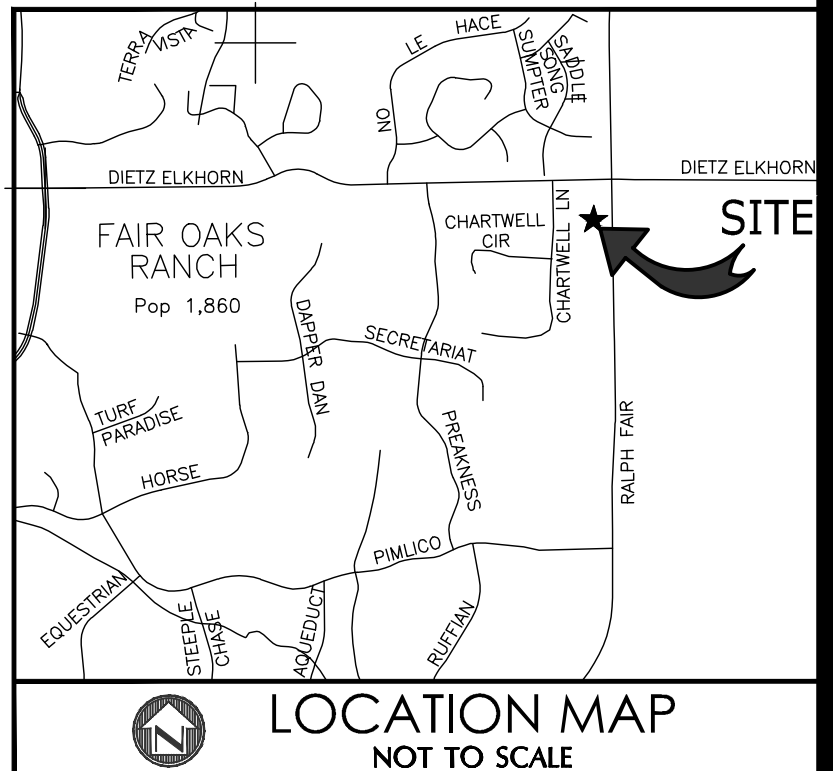 TERRA
VISTA
ON
LE
HACE
SUMPTER
SADDLE
SONG
DIETZ ELKHORN
DIETZ ELKHORN
FAIR OAKS
RANCH
Pop 1,860
CHARTWELL
CIR
CHARTWELL LN
SITE
DAPPER DAN
SECRETARIAT
TURF
PARADISE
HORSE
PREAKNESS
RALPH FAIR
PIMLICO
EQUESTRIAN
STEEPLE
CHASE
AQUEDUCT
RUFFIAN
N
LOCATION MAP
NOT TO SCALE